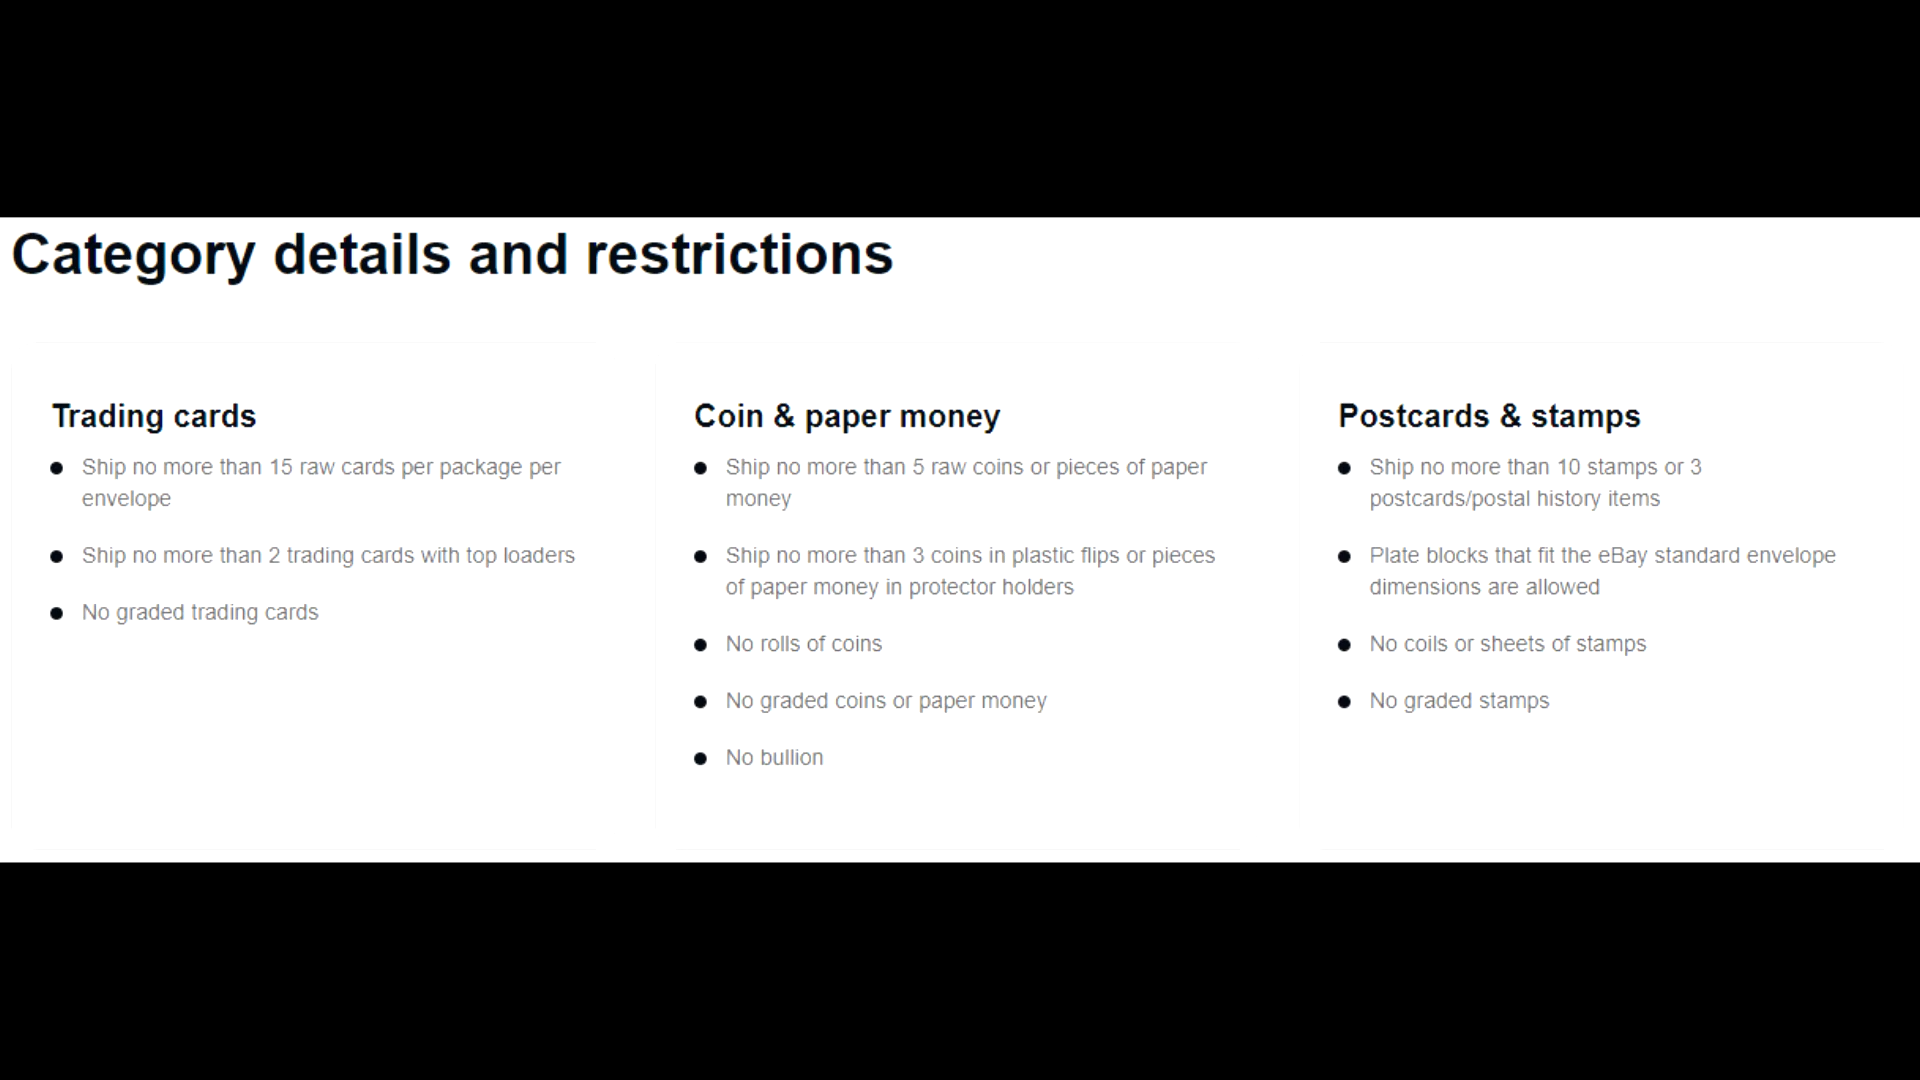 Category details and restrictions
Trading cards
Ship no more than 15 raw cards per package per
envelope
Ship no more than 2 trading cards with top loaders
No graded trading cards
Coin & paper money
Ship no more than 5 raw coins or pieces of paper
money
Ship no more than 3 coins in plastic flips or pieces
of paper money in protector holders
No rolls of coins
No graded coins or paper money
No bullion
Postcards & stamps
Ship no more than 10 stamps or 3
postcards/postal history items
Plate blocks that fit the eBay standard envelope
dimensions are allowed
No coils or sheets of stamps
No graded stamps